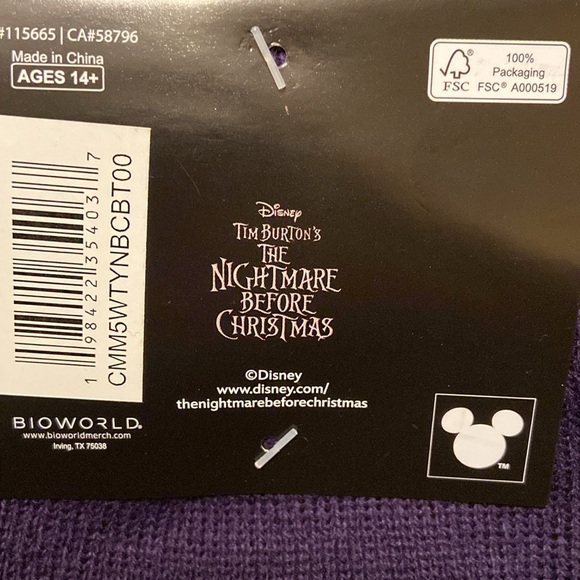 #115665 | CA#58796
Made in China
AGES 14+
FSC
100%
Packaging
FSC® A000519
1 98422 35403 7
CMM5WTYNBCBT00
Disney
TIM BURTON'S
THE
NIGHTMARE
BEFORE
CHRISTMAS
©Disney
www.disney.com/
thenightmarebeforechristmas
BIOWORLD®
www.bioworldmerch.com
Irving, TX 75038
TM